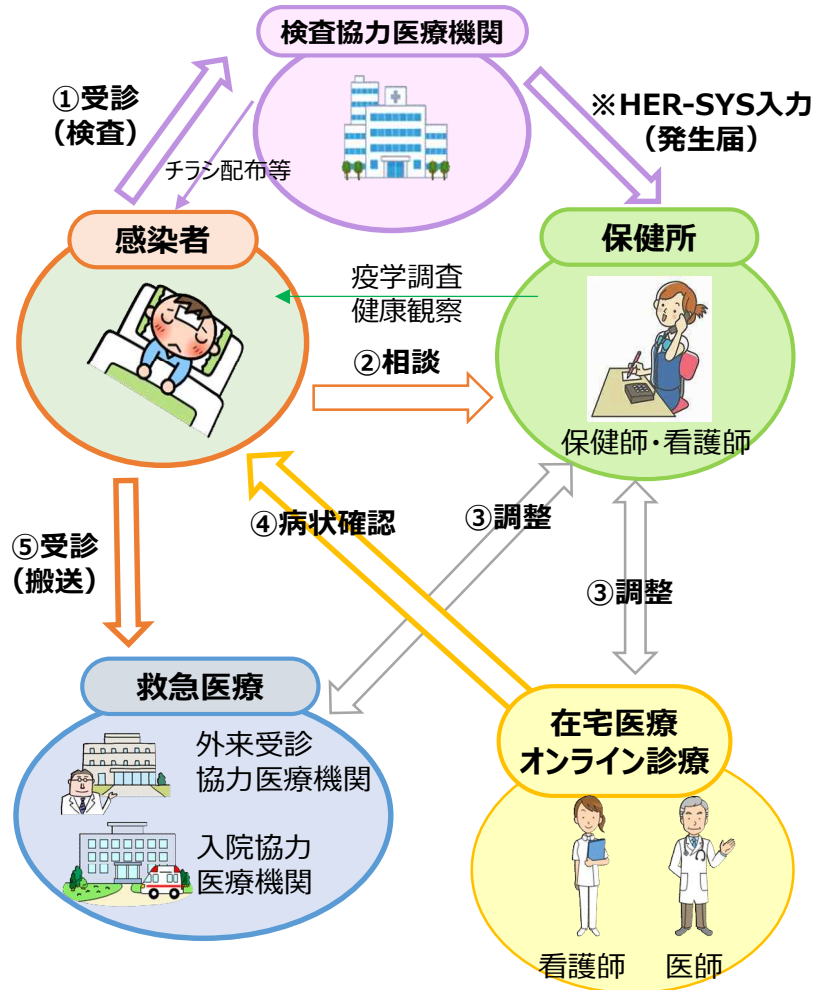 検査協力医療機関
①受診
（検査）
※HER-SYS入力
（発生届）
チラシ配布等
感染者
保健所
疫学調査
健康観察
②相談
保健師・看護師
④病状確認
③調整
⑤受診
（搬送）
③調整
救急医療
外来受診
協力医療機関
入院協力
医療機関
在宅医療
オンライン診療
看護師
医師